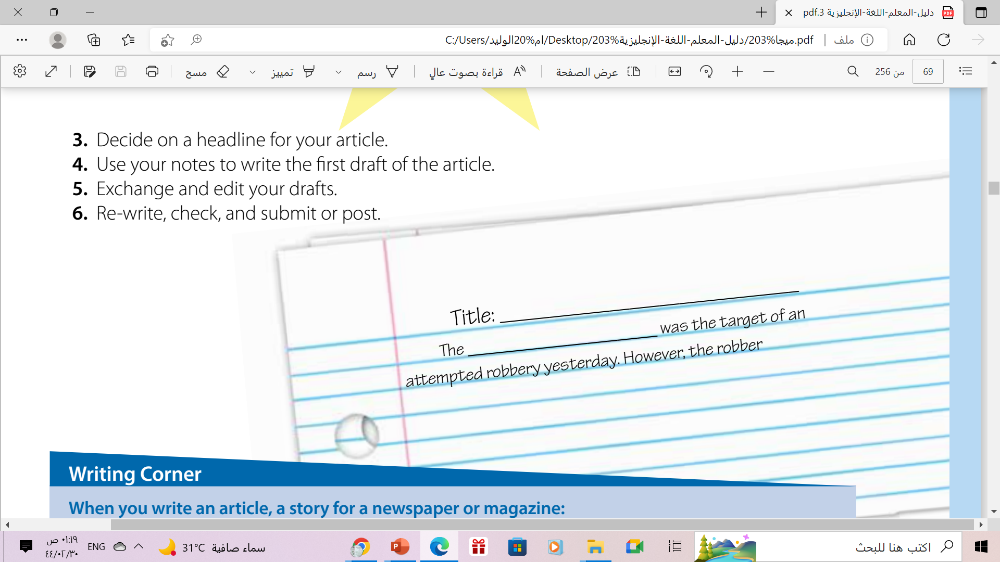 دليل-المعلم-اللغة-الإنجليزية 3.pdf
C:/Users/ام%20الوليد/Desktop/ميجا%203/دليل-المعلم-اللغة-الإنجليزية%203.pdf
ملف
مسح
تمييز
رسم
قراءة بصوت عالٍ
عرض الصفحة
من 256
69
3. Decide on a headline for your article.
4. Use your notes to write the first draft of the article.
5. Exchange and edit your drafts.
6. Re-write, check, and submit or post.
Title: ____________________
The ____________________ was the target of an
attempted robbery yesterday. However, the robber
Writing Corner
When you write an article, a story for a newspaper or magazine:
٠١:١٩ ص
٤٤/٠٢/٣٠
ENG
31°C سماء صافية
اكتب هنا للبحث